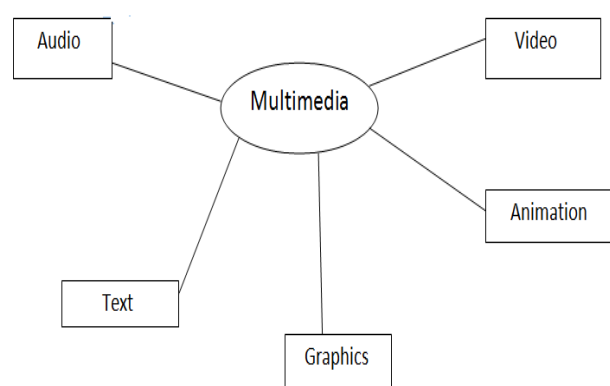 Audio
Video
Multimedia
Animation
Text
Graphics